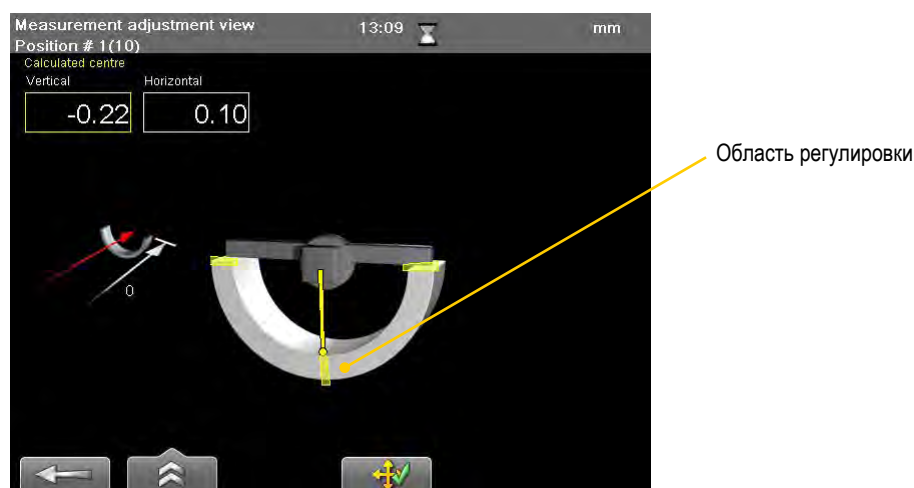 Measurement adjustment view
13:09
mm
Position # 1(10)
Calculated centre
Vertical
Horizontal
-0.22
0.10
Область регулировки
0